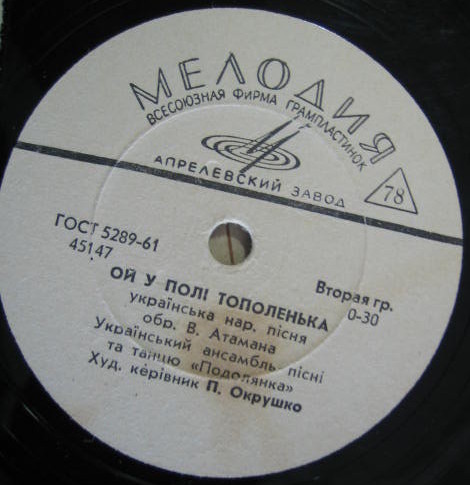 МЕЛОДИЯ
ВСЕСОЮЗНАЯ ФИРМА ГРАМПЛАСТИНОК
АПРЕЛЕВСКИЙ ЗАВОД
78
ГОСТ 5289-61
45147
Вторая гр.
0-30
ОЙ У ПОЛІ ТОПОЛЕНЬКА
українська нар. пісня
обр. В. Атамана
Український ансамбль пісні
та танцю «Подолянка»
Худ. керівник П. Окрушко